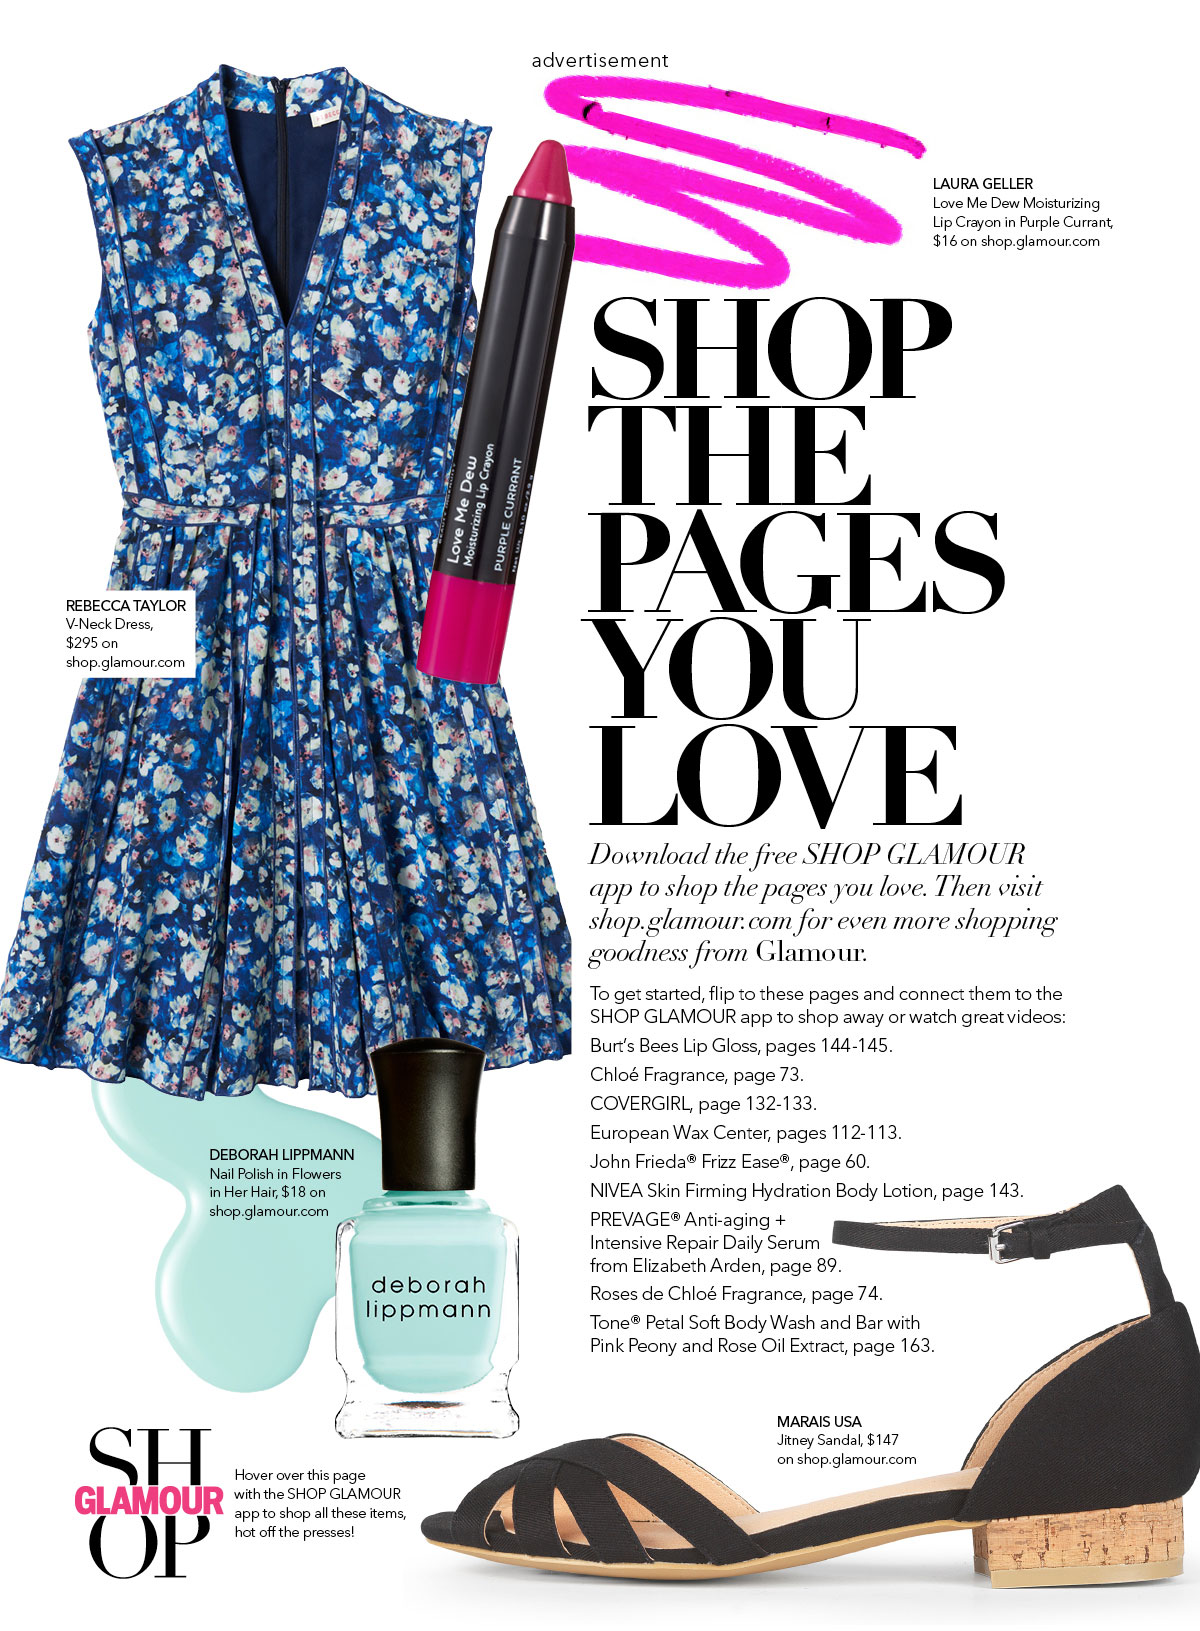 advertisement
LAURA GELLER
Love Me Dew Moisturizing
Lip Crayon in Purple Currant,
$16 on shop.glamour.com
SHOP
THE
PAGES
YOU
LOVE
Love Me Dew
Moisturizing Lip Crayon
PURPLE CURRANT
REBECCA TAYLOR
V-Neck Dress,
$295 on
shop.glamour.com
Download the free SHOP GLAMOUR
app to shop the pages you love. Then visit
shop.glamour.com for even more shopping
goodness from Glamour.
To get started, flip to these pages and connect them to the
SHOP GLAMOUR app to shop away or watch great videos:
Burt’s Bees Lip Gloss, pages 144-145.
Chloé Fragrance, page 73.
COVERGIRL, page 132-133.
European Wax Center, pages 112-113.
John Frieda® Frizz Ease®, page 60.
NIVEA Skin Firming Hydration Body Lotion, page 143.
PREVAGE® Anti-aging +
Intensive Repair Daily Serum
from Elizabeth Arden, page 89.
Roses de Chloé Fragrance, page 74.
Tone® Petal Soft Body Wash and Bar with
Pink Peony and Rose Oil Extract, page 163.
DEBORAH LIPPMANN
Nail Polish in Flowers
in Her Hair, $18 on
shop.glamour.com
deborah
lippmann
MARAIS USA
Jitney Sandal, $147
on shop.glamour.com
SH
GLAMOUR
OP
Hover over this page
with the SHOP GLAMOUR
app to shop all these items,
hot off the presses!